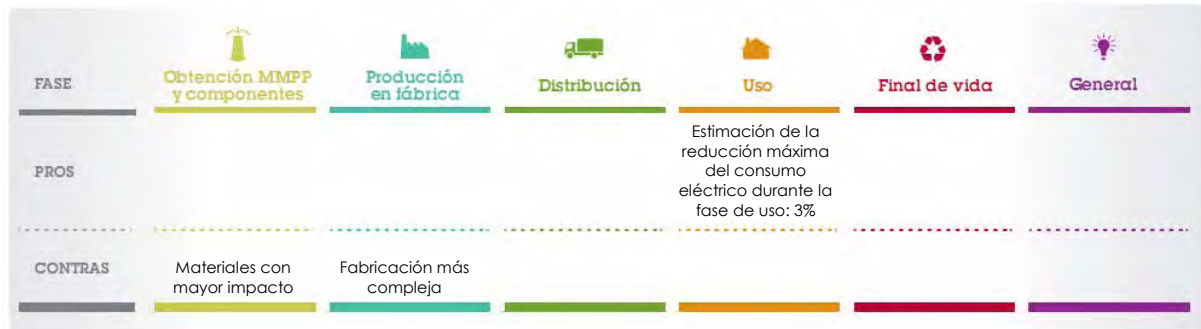 FASE
Obtención MMPP
y componentes
Producción
en fábrica
Distribución
Uso
Final de vida
General
PROS
Estimación de la
reducción máxima
del consumo
eléctrico durante la
fase de uso: 3%
CONTRAS
Materiales con
mayor impacto
Fabricación más
compleja